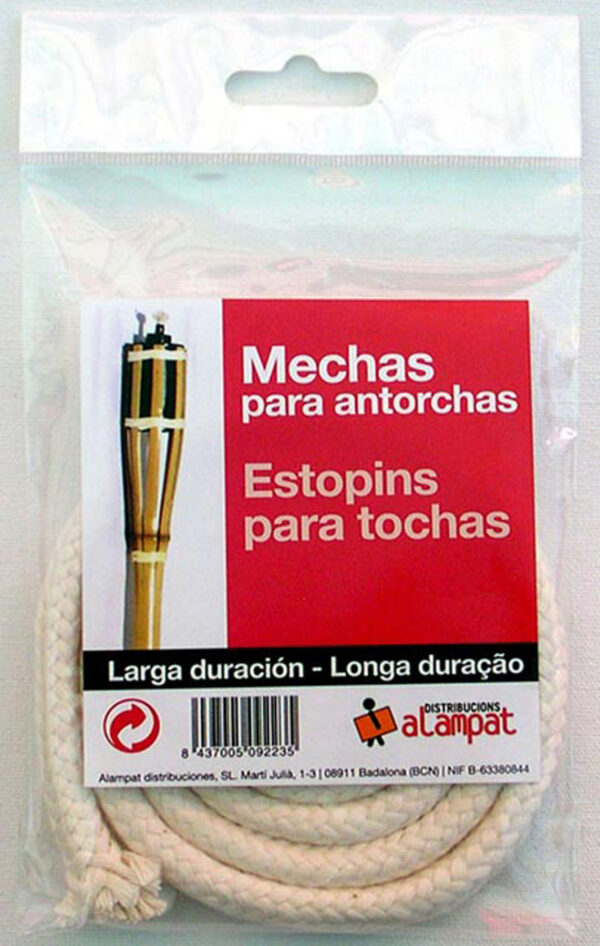 Mechas
para antorchas
Estopins
para tochas
Larga duración - Longa duração
DISTRIBUCIONS
aLampat
8 437005 092235
Alampat distribuciones, SL. Martí Julià, 1-3 | 08911 Badalona (BCN) | NIF B-63380844